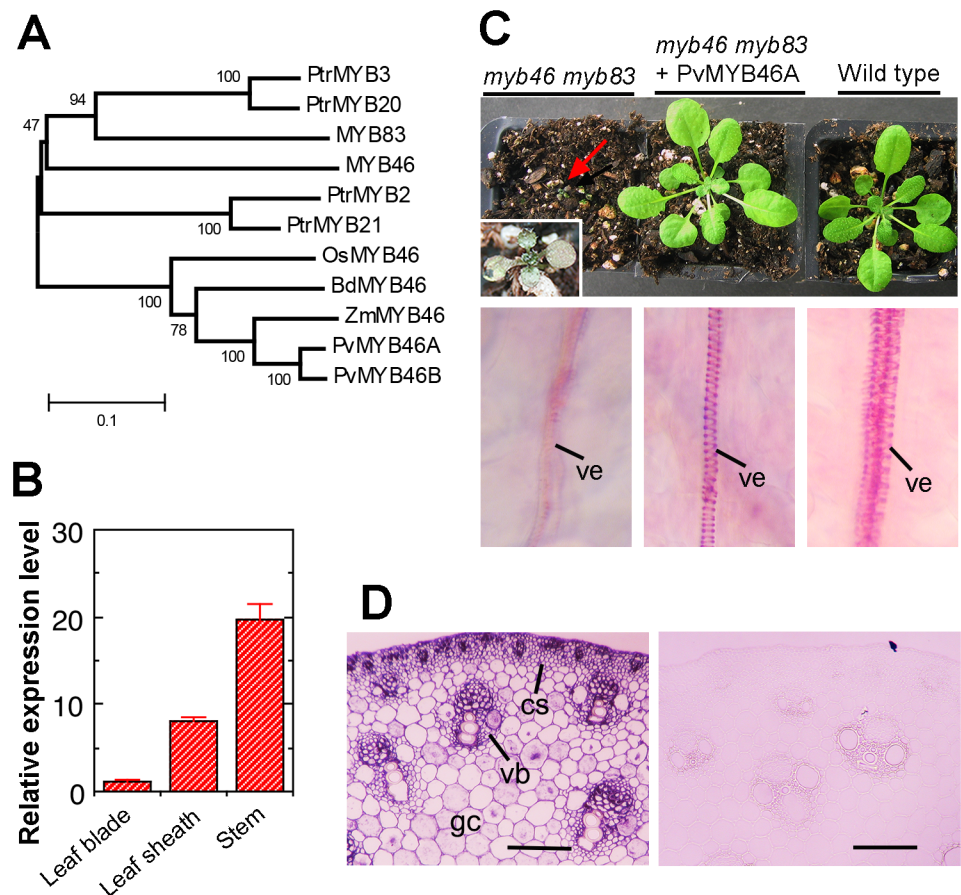 A
PtrMYB3
PtrMYB20
MYB83
MYB46
PtrMYB2
PtrMYB21
OsMYB46
BdMYB46
ZmMYB46
PvMYB46A
PvMYB46B
100
94
47
100
100
78
100
100
0.1
B
Relative expression level
30
20
10
0
Leaf blade
Leaf sheath
Stem
C
myb46 myb83
myb46 myb83
+ PvMYB46A
Wild type
ve
ve
ve
D
cs
vb
gc